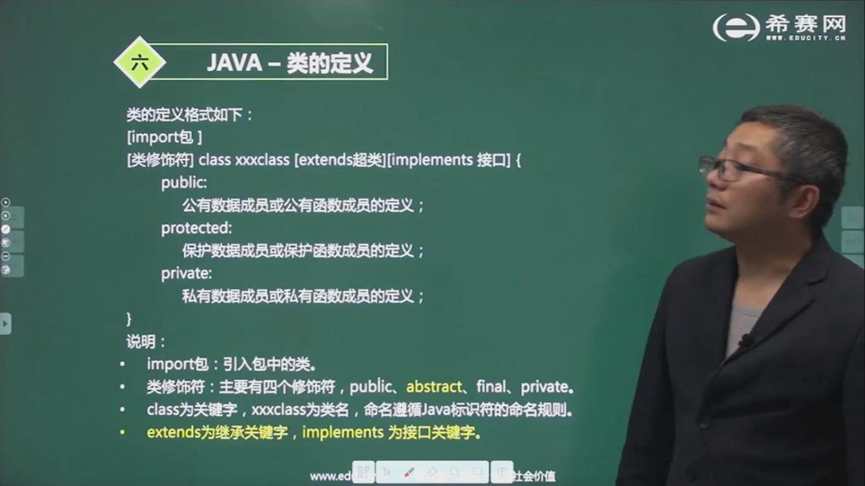 希赛网
WWW.EDUCITY.CN
六
JAVA – 类的定义
类的定义格式如下：
[import包 ]
[类修饰符] class xxxclass [extends超类][implements 接口] {
public:
公有数据成员或公有函数成员的定义；
protected:
保护数据成员或保护函数成员的定义；
private:
私有数据成员或私有函数成员的定义；
}
说明：
• import包：引入包中的类。
• 类修饰符：主要有四个修饰符，public、abstract、final、private。
• class为关键字，xxxclass为类名，命名遵循Java标识符的命名规则。
• extends为继承关键字，implements 为接口关键字。
www.edu
社会价值